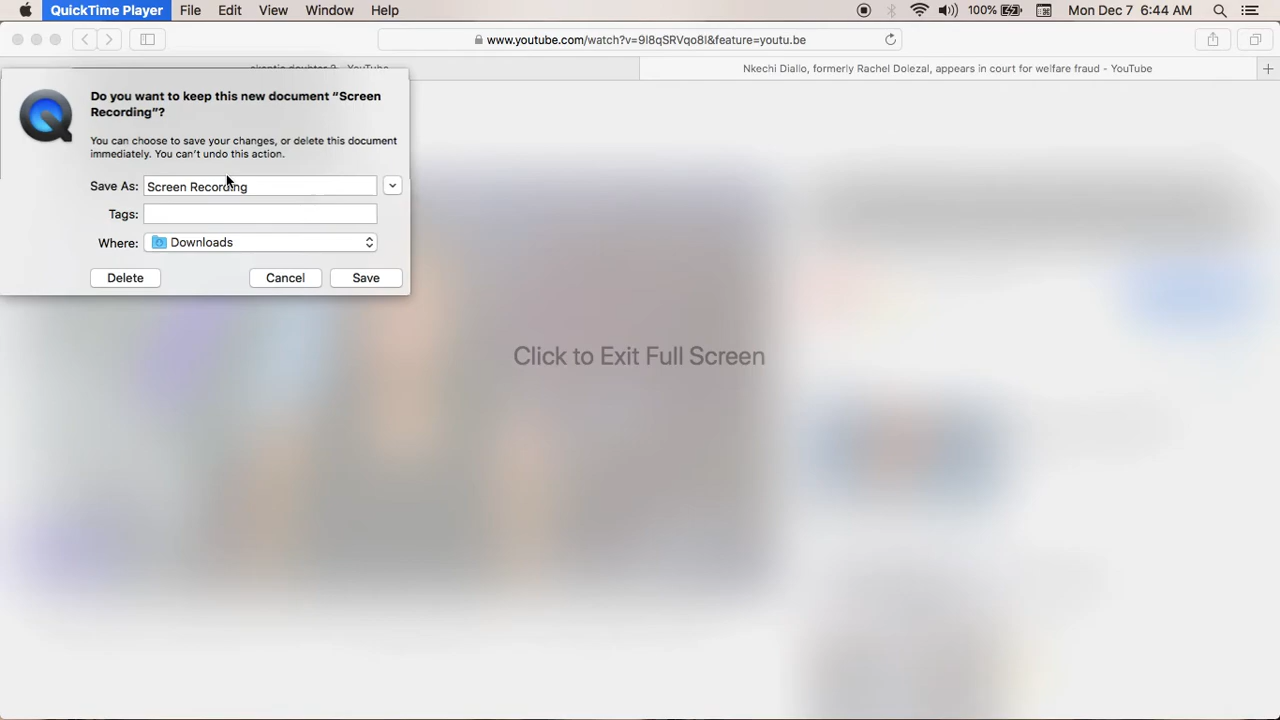 QuickTime Player File Edit View Window Help 100% Mon Dec 7 6:44 AM
www.youtube.com/watch?v=9l8qSRVqo8I&feature=youtu.be
Nkechi Diallo, formerly Rachel Dolezal, appears in court for welfare fraud - YouTube
Do you want to keep this new document “Screen
Recording”?
You can choose to save your changes, or delete this document
immediately. You can’t undo this action.
Save As: Screen Recording
Tags:
Where: Downloads
Delete Cancel Save
Click to Exit Full Screen